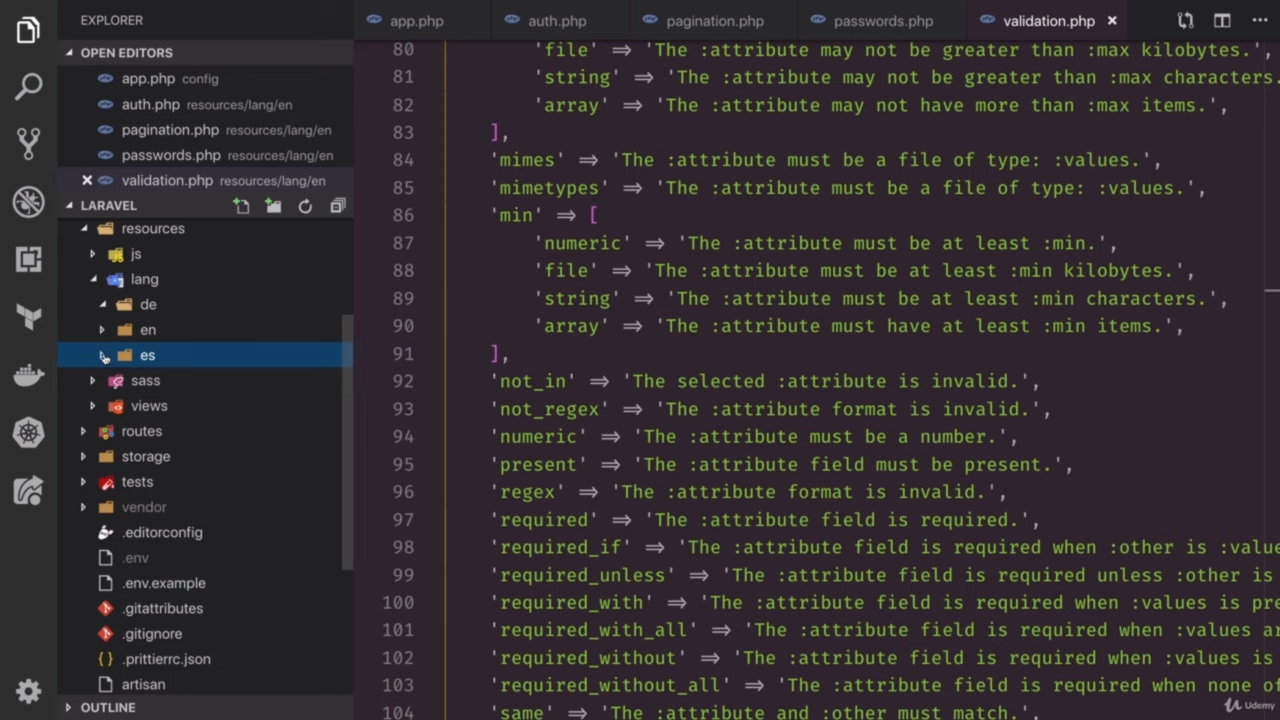 EXPLORER
OPEN EDITORS
app.php config
auth.php resources/lang/en
pagination.php resources/lang/en
passwords.php resources/lang/en
validation.php resources/lang/en
LARAVEL
resources
js
lang
de
en
es
sass
views
routes
storage
tests
vendor
.editorconfig
.env
.env.example
.gitattributes
.gitignore
.prittierrc.json
artisan
OUTLINE
app.php auth.php pagination.php passwords.php validation.php
80 'file' => 'The :attribute may not be greater than :max kilobytes.',
81 'string' => 'The :attribute may not be greater than :max characters.
82 'array' => 'The :attribute may not have more than :max items.',
83 ],
84 'mimes' => 'The :attribute must be a file of type: :values.',
85 'mimetypes' => 'The :attribute must be a file of type: :values.',
86 'min' => [
87 'numeric' => 'The :attribute must be at least :min.',
88 'file' => 'The :attribute must be at least :min kilobytes.',
89 'string' => 'The :attribute must be at least :min characters.',
90 'array' => 'The :attribute must have at least :min items.',
91 ],
92 'not_in' => 'The selected :attribute is invalid.',
93 'not_regex' => 'The :attribute format is invalid.',
94 'numeric' => 'The :attribute must be a number.',
95 'present' => 'The :attribute field must be present.',
96 'regex' => 'The :attribute format is invalid.',
97 'required' => 'The :attribute field is required.',
98 'required_if' => 'The :attribute field is required when :other is :value
99 'required_unless' => 'The :attribute field is required unless :other is
100 'required_with' => 'The :attribute field is required when :values is pre
101 'required_with_all' => 'The :attribute field is required when :values ar
102 'required_without' => 'The :attribute field is required when :values is
103 'required_without_all' => 'The :attribute field is required when none of
104 'same' => 'The :attribute and :other must match.',
Udemy